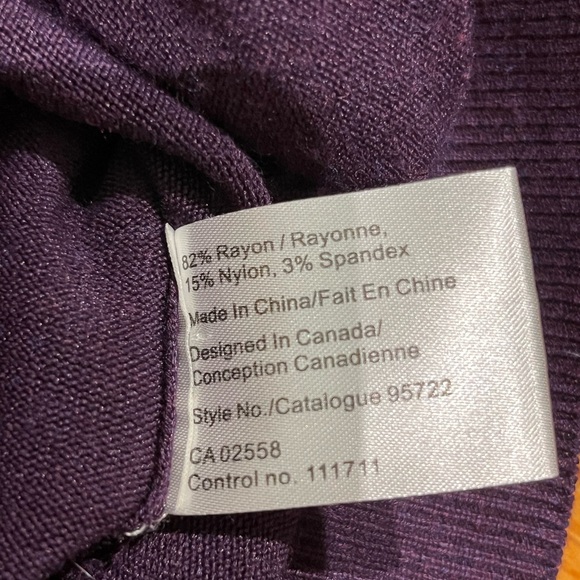 82% Rayon / Rayonne,
15% Nylon, 3% Spandex
Made In China/Fait En Chine
Designed In Canada/
Conception Canadienne
Style No./Catalogue 95722
CA 02558
Control no. 111711